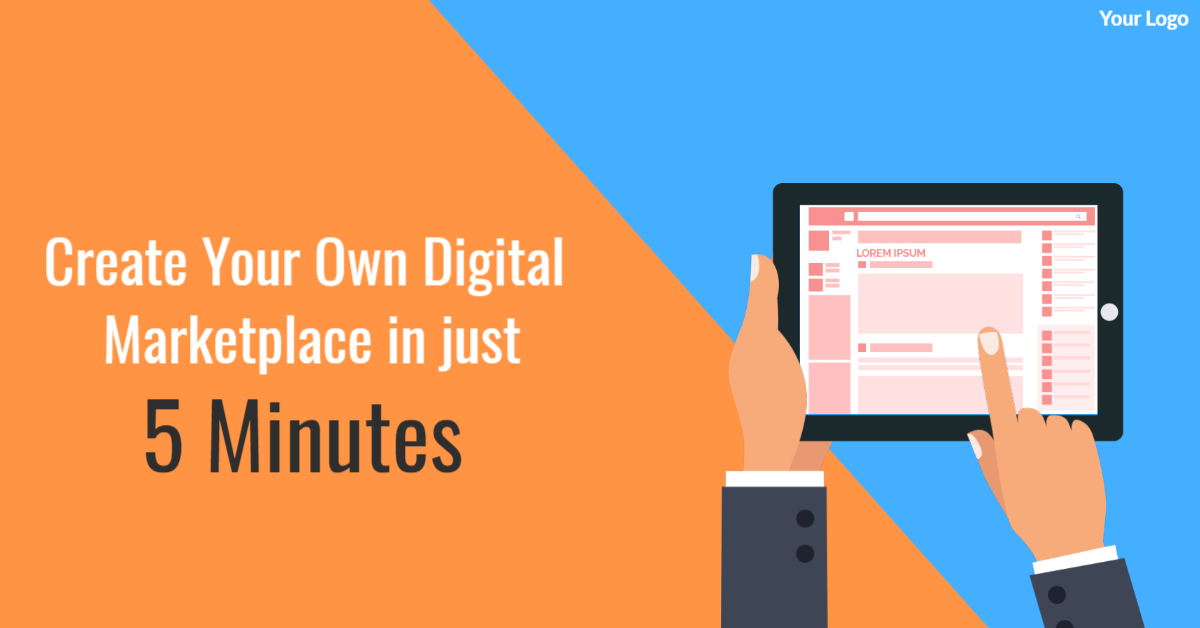 Your Logo
Create Your Own Digital
Marketplace in just
5 Minutes
LOREM IPSUM